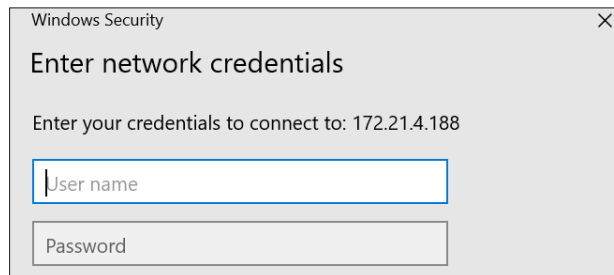 Windows Security
Enter network credentials
Enter your credentials to connect to: 172.21.4.188
User name
Password